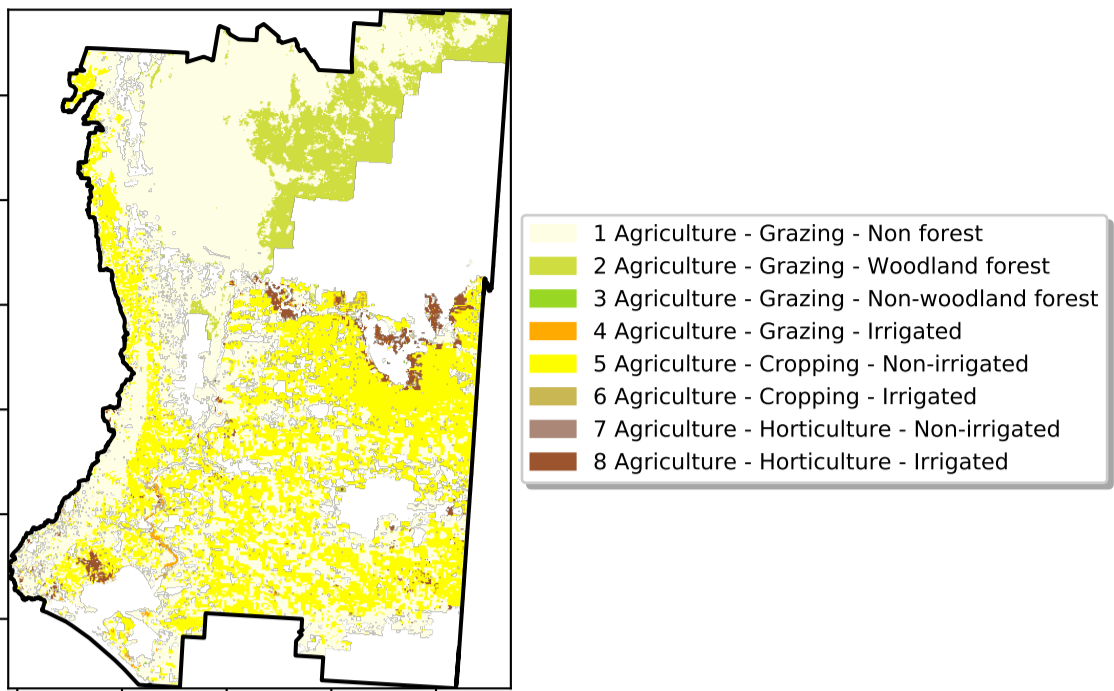 1 Agriculture - Grazing - Non forest
2 Agriculture - Grazing - Woodland forest
3 Agriculture - Grazing - Non-woodland forest
4 Agriculture - Grazing - Irrigated
5 Agriculture - Cropping - Non-irrigated
6 Agriculture - Cropping - Irrigated
7 Agriculture - Horticulture - Non-irrigated
8 Agriculture - Horticulture - Irrigated